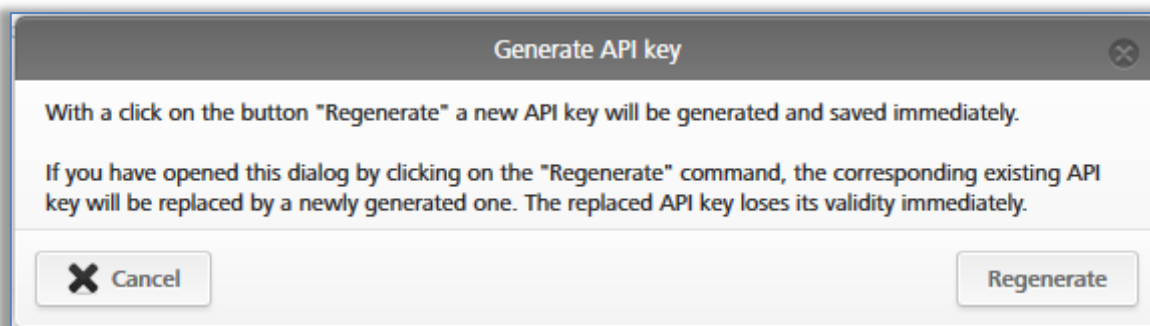 Generate API key
With a click on the button "Regenerate" a new API key will be generated and saved immediately.
If you have opened this dialog by clicking on the "Regenerate" command, the corresponding existing API
key will be replaced by a newly generated one. The replaced API key loses its validity immediately.
Cancel
Regenerate